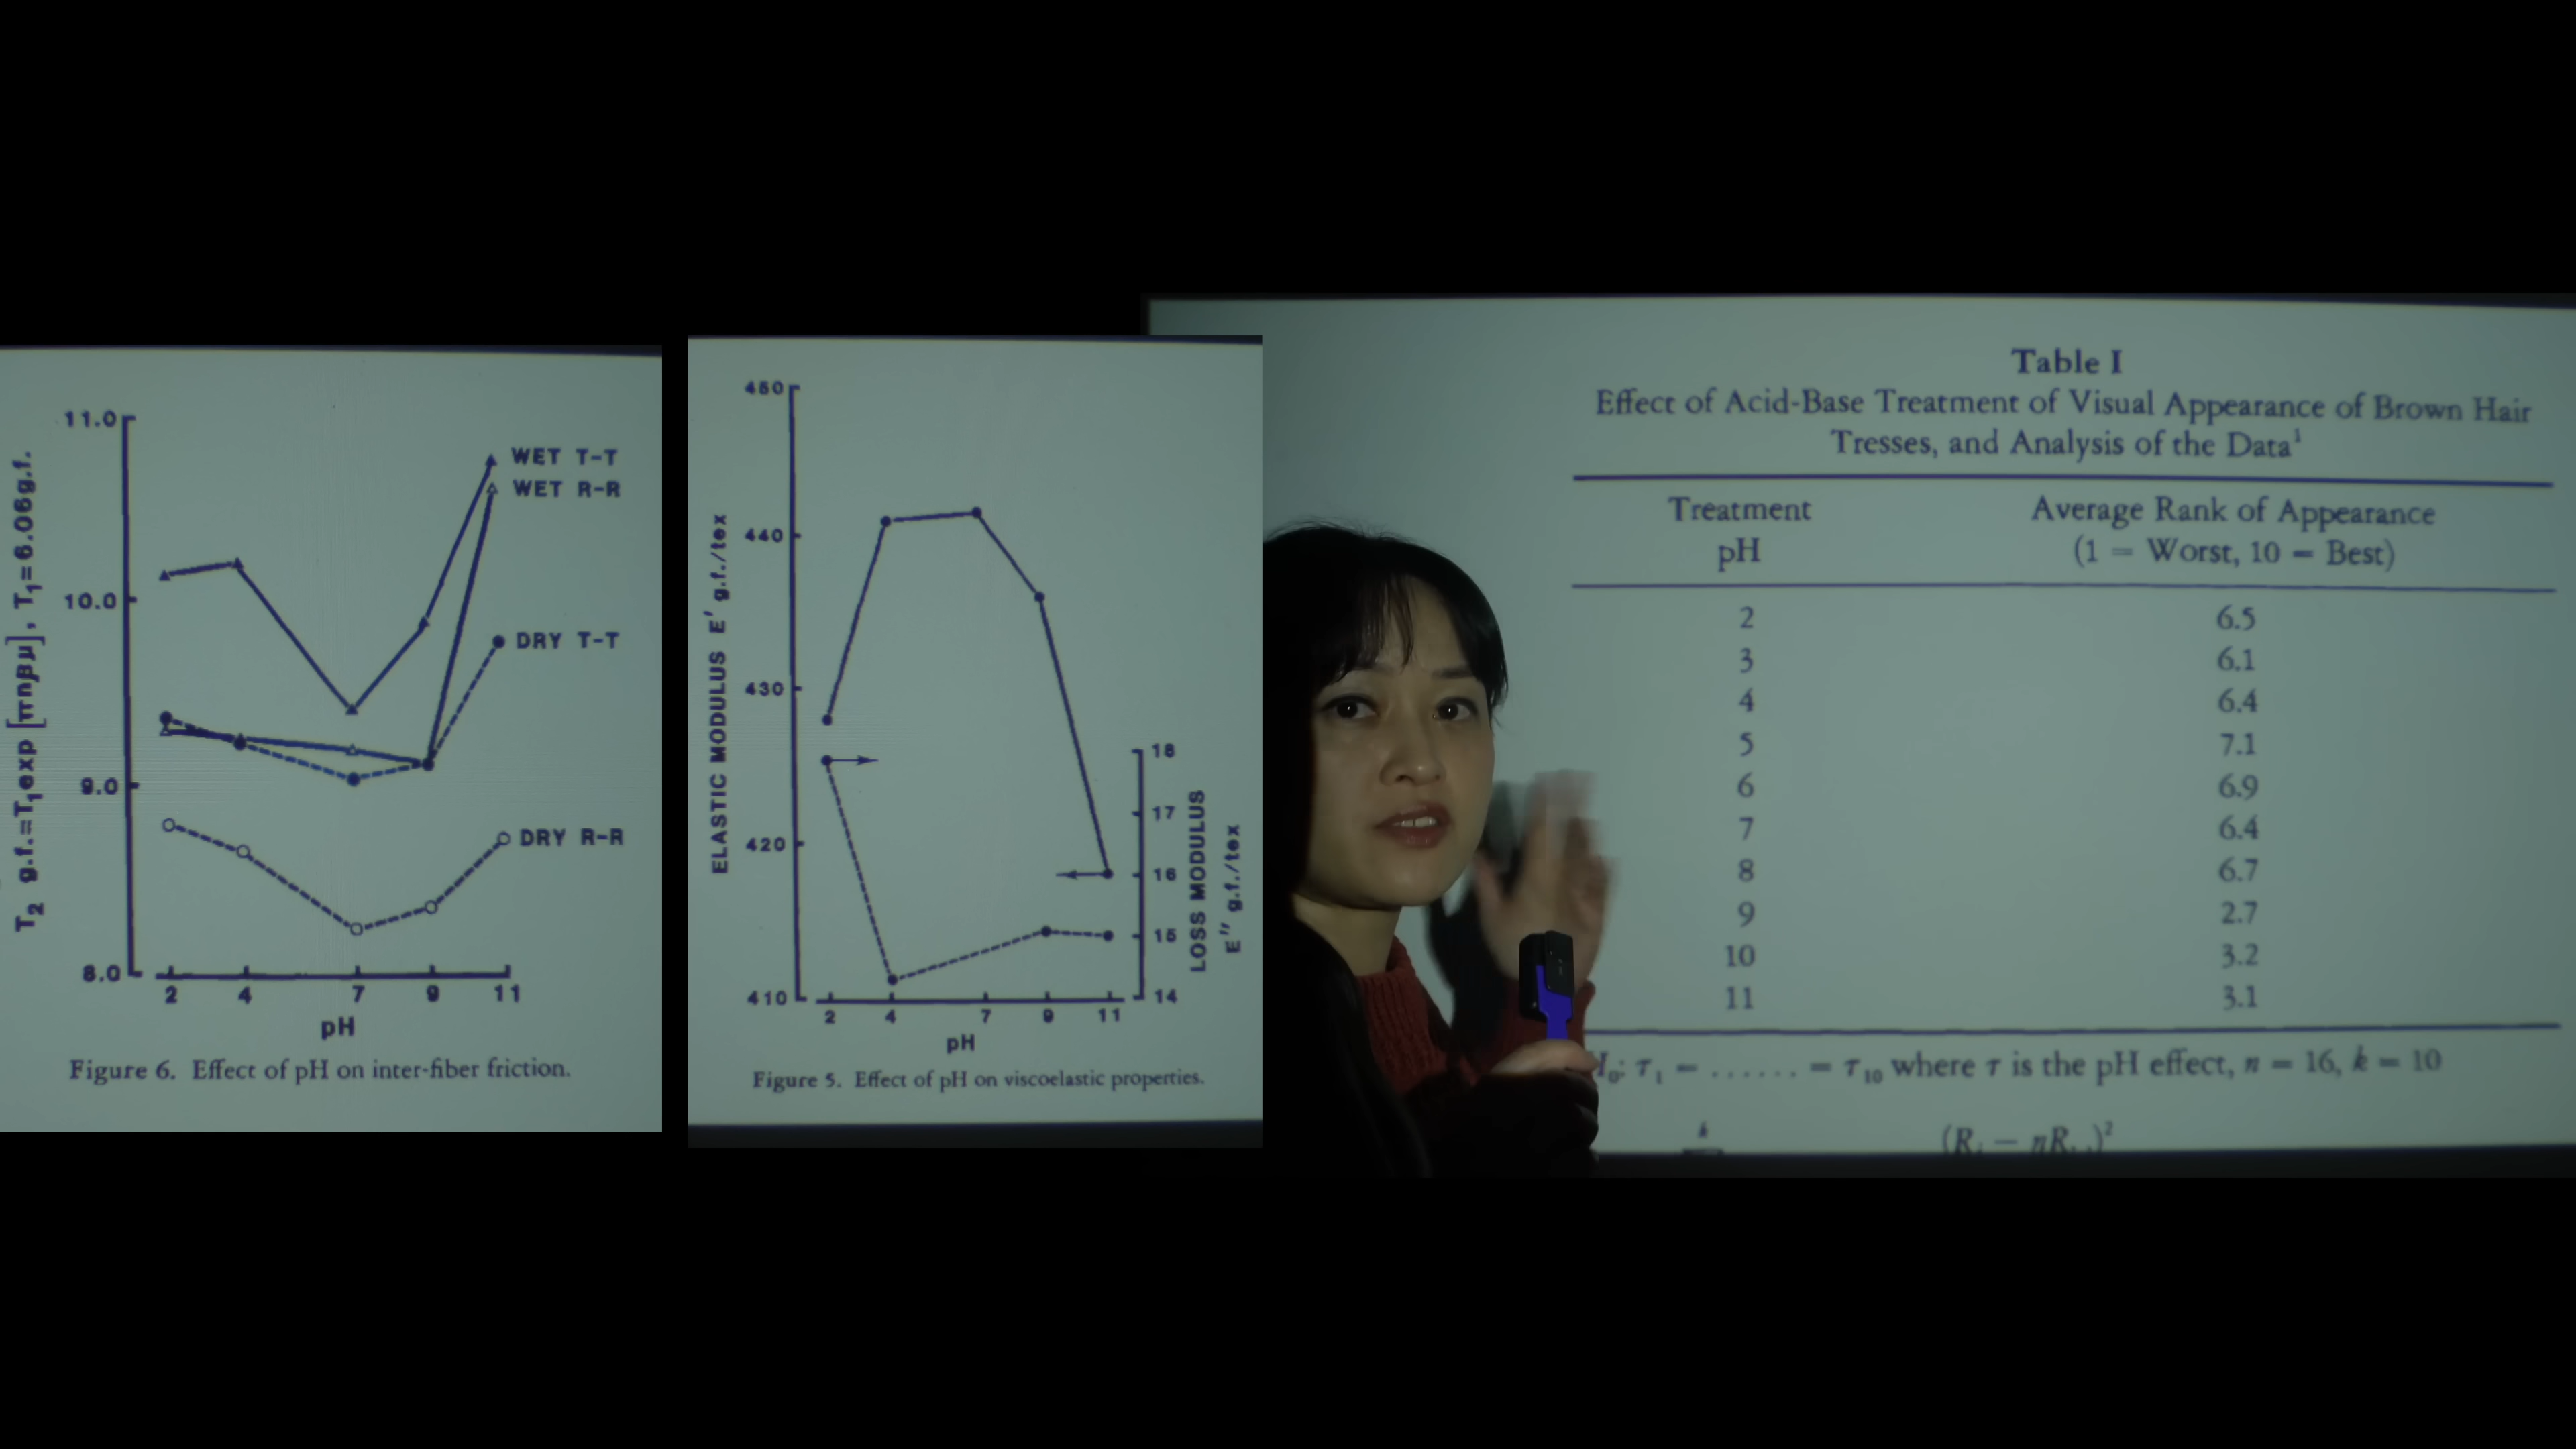 11.0
10.0
9.0
8.0
T₂ g.f.=T₁exp [πnβμ], T₁=6.06g.f.
WET T-T
WET R-R
DRY T-T
DRY R-R
2 4 7 9 11
pH
Figure 6. Effect of pH on inter-fiber friction.
450
440
430
420
410
ELASTIC MODULUS E′ g.f./tex
18
17
16
15
14
LOSS MODULUS
E″ g.f./tex
2 4 7 9 11
pH
Figure 5. Effect of pH on viscoelastic properties.
Table I
Effect of Acid-Base Treatment of Visual Appearance of Brown Hair
Tresses, and Analysis of the Data¹
Treatment Average Rank of Appearance
pH (1 = Worst, 10 = Best)
2 6.5
3 6.1
4 6.4
5 7.1
6 6.9
7 6.4
8 6.7
9 2.7
10 3.2
11 3.1
H₀: τ₁ = ...... = τ₁₀ where τ is the pH effect, n = 16, k = 10
k